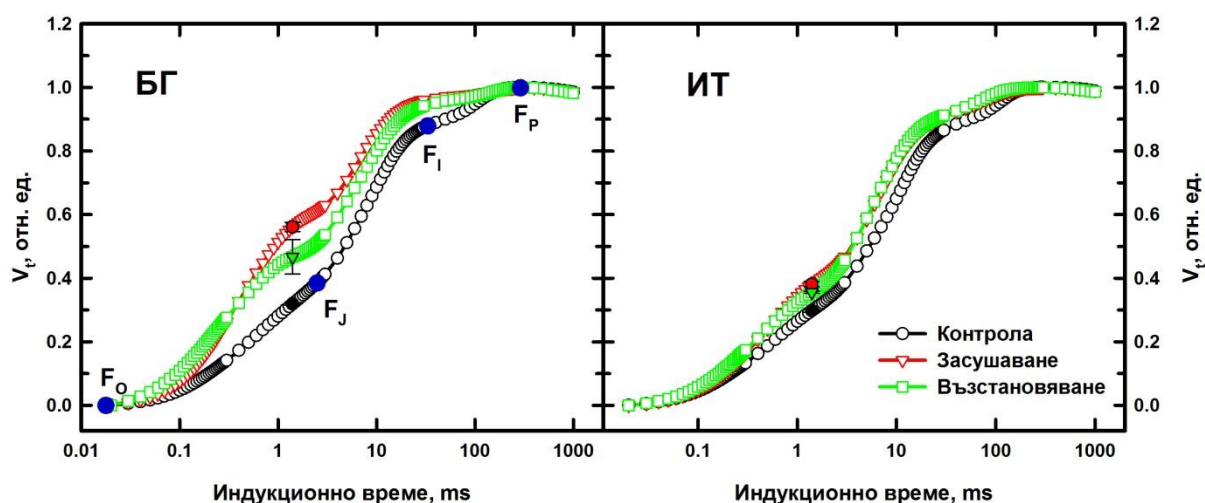 1.2
1.0
0.8
0.6
0.4
0.2
0.0
V_t, отн. ед.
БГ
F_O
F_J
F_I
F_P
0.01 0.1 1 10 100 1000
Индукционно време, ms
ИТ
Контрола
Засушаване
Възстановяване
0.1 1 10 100 1000
Индукционно време, ms
1.2
1.0
0.8
0.6
0.4
0.2
0.0
V_t, отн. ед.